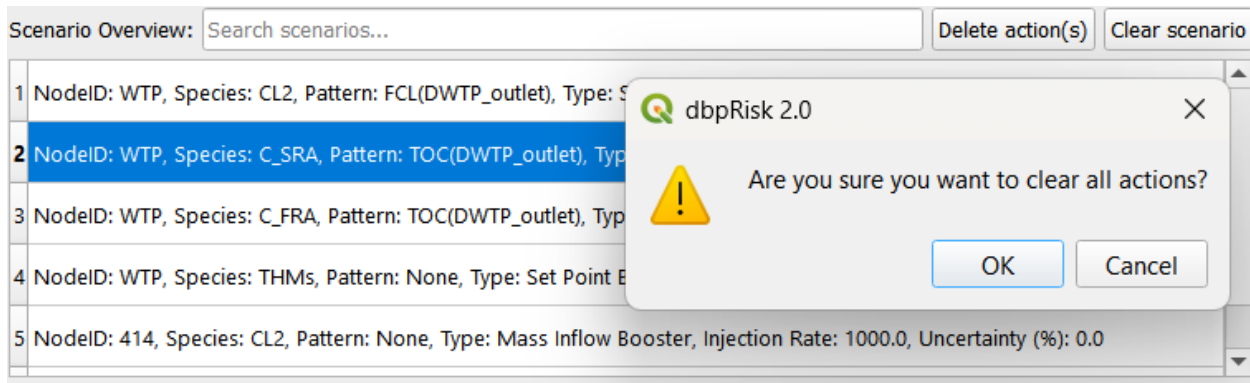 Scenario Overview: Search scenarios... Delete action(s) Clear scenario
1 NodeID: WTP, Species: CL2, Pattern: FCL(DWTP_outlet), Type:
dbpRisk 2.0
2 NodeID: WTP, Species: C_SRA, Pattern: TOC(DWTP_outlet),
Are you sure you want to clear all actions?
3 NodeID: WTP, Species: C_FRA, Pattern: TOC(DWTP_outlet),
4 NodeID: WTP, Species: THMs, Pattern: None, Type: Set Point
OK Cancel
5 NodeID: 414, Species: CL2, Pattern: None, Type: Mass Inflow Booster, Injection Rate: 1000.0, Uncertainty (%): 0.0